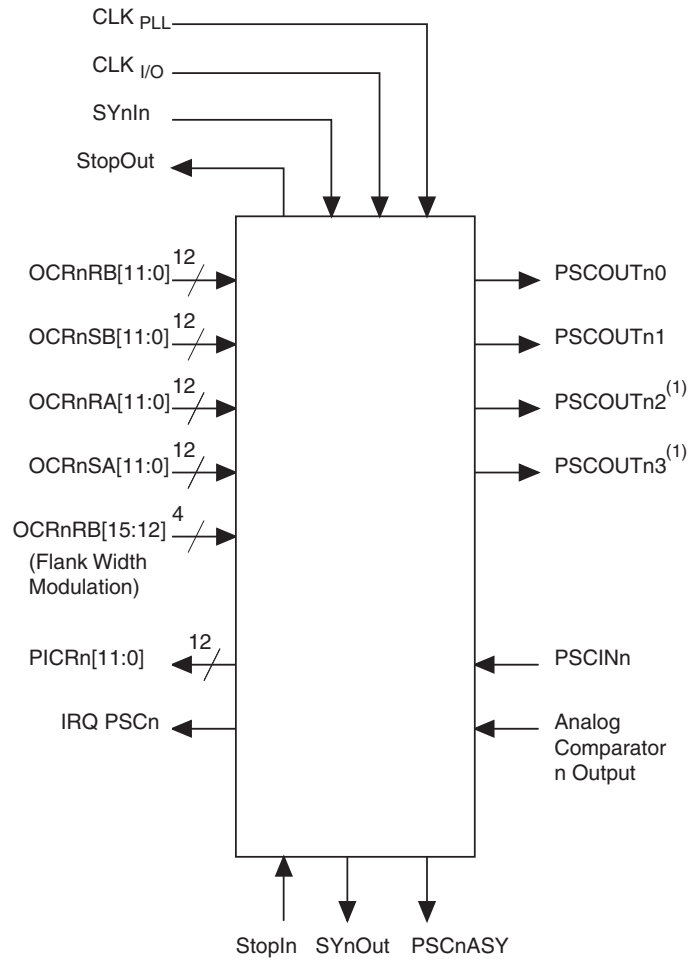 CLK PLL
CLK I/O
SYnIn
StopOut
OCRnRB[11:0] 12
PSCOUTn0
OCRnSB[11:0] 12
PSCOUTn1
OCRnRA[11:0] 12
PSCOUTn2(1)
OCRnSA[11:0] 12
PSCOUTn3(1)
OCRnRB[15:12] 4
(Flank Width
Modulation)
PICRn[11:0] 12
PSCINn
IRQ PSCn
Analog
Comparator
n Output
StopIn SYnOut PSCnASY